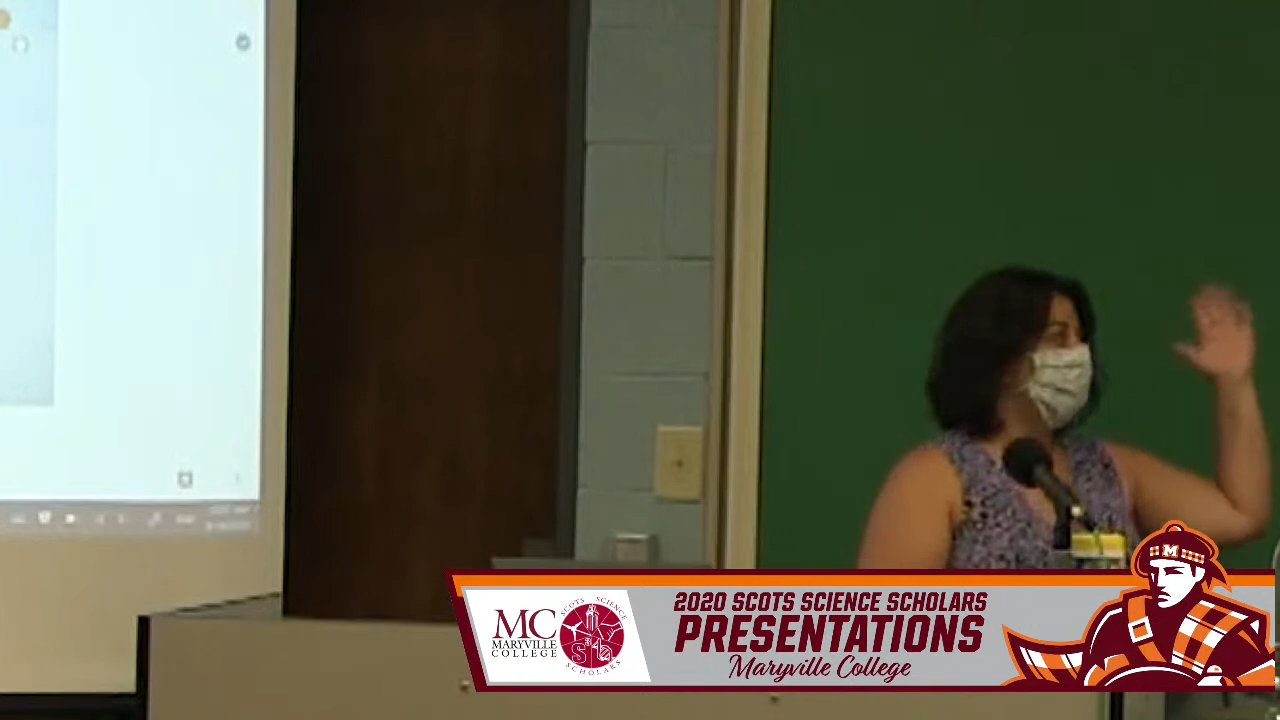 MC
MARYVILLE
COLLEGE
SCOTS SCIENCE
SCHOLARS
2020 SCOTS SCIENCE SCHOLARS
PRESENTATIONS
Maryville College
M